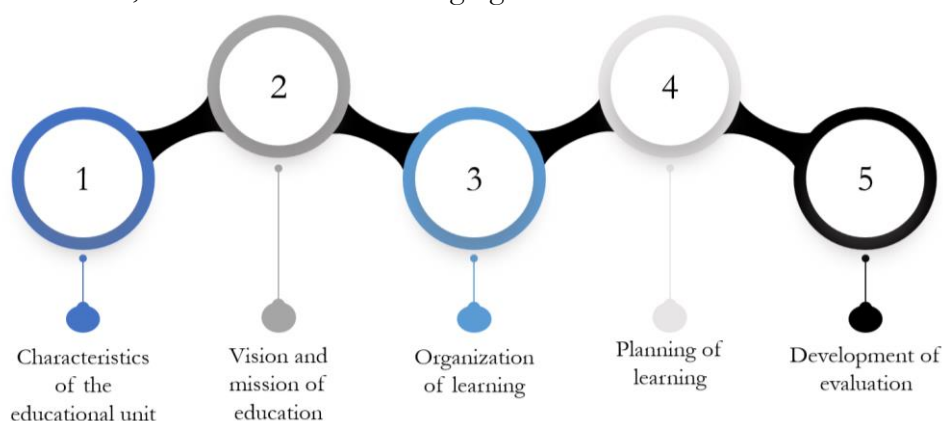 1
2
3
4
5
Characteristics
of the
educational unit
Vision and
mission of
education
Organization
of learning
Planning of
learning
Development of
evaluation